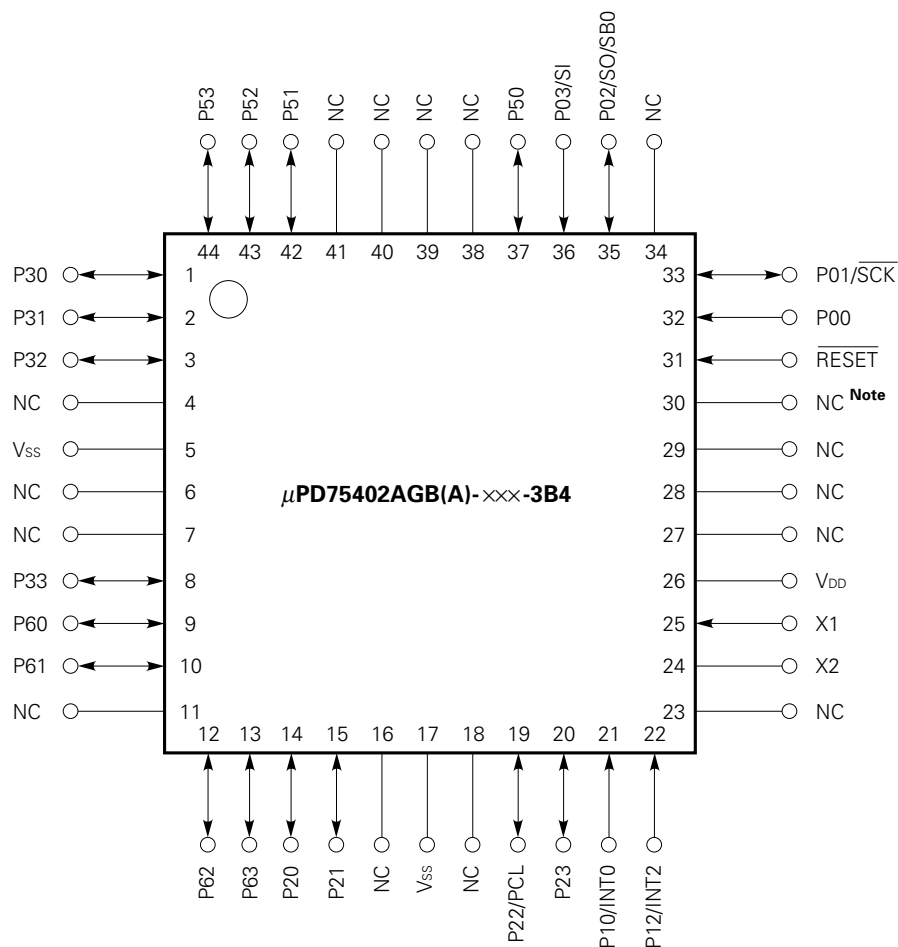 P53 P52 P51 NC NC NC NC P50 P03/SI P02/SO/SB0 NC
44 43 42 41 40 39 38 37 36 35 34
P30 1 33 P01/S̅C̅K̅
P31 2 32 P00
P32 3 31 R̅E̅S̅E̅T̅
NC 4 30 NC Note
VSS 5 29 NC
NC 6 28 NC
μPD75402AGB(A)-×××-3B4
NC 7 27 NC
P33 8 26 VDD
P60 9 25 X1
P61 10 24 X2
NC 11 23 NC
12 13 14 15 16 17 18 19 20 21 22
P62 P63 P20 P21 NC VSS NC P22/PCL P23 P10/INT0 P12/INT2